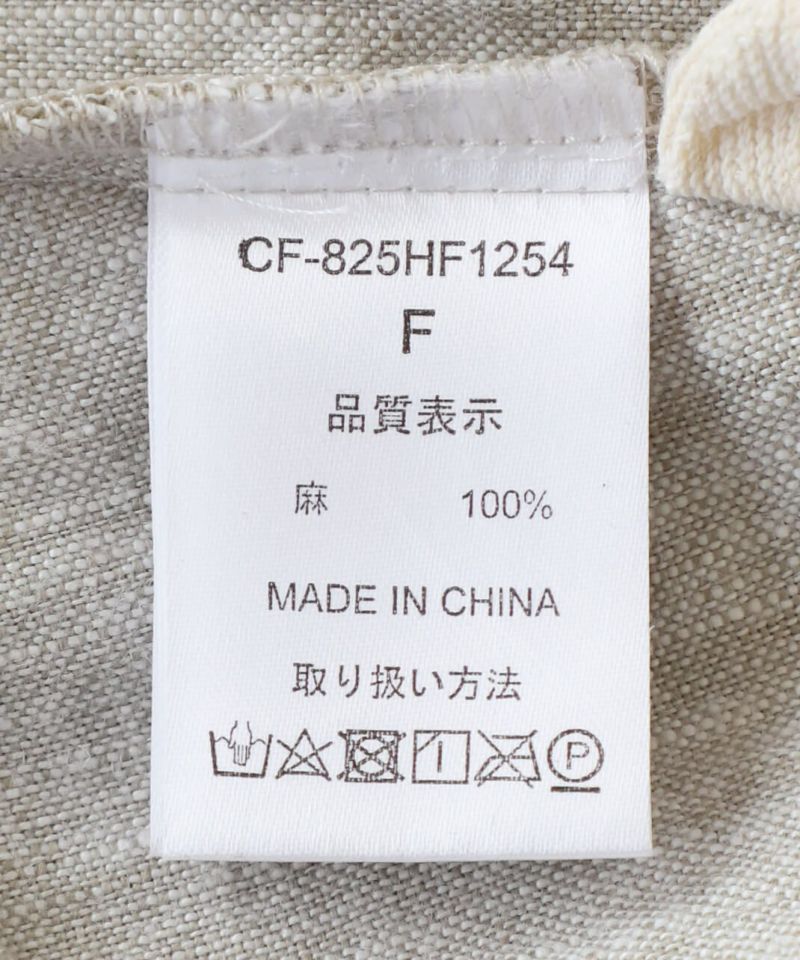 CF-825HF1254
F
品質表示
麻 100%
MADE IN CHINA
取り扱い方法
P